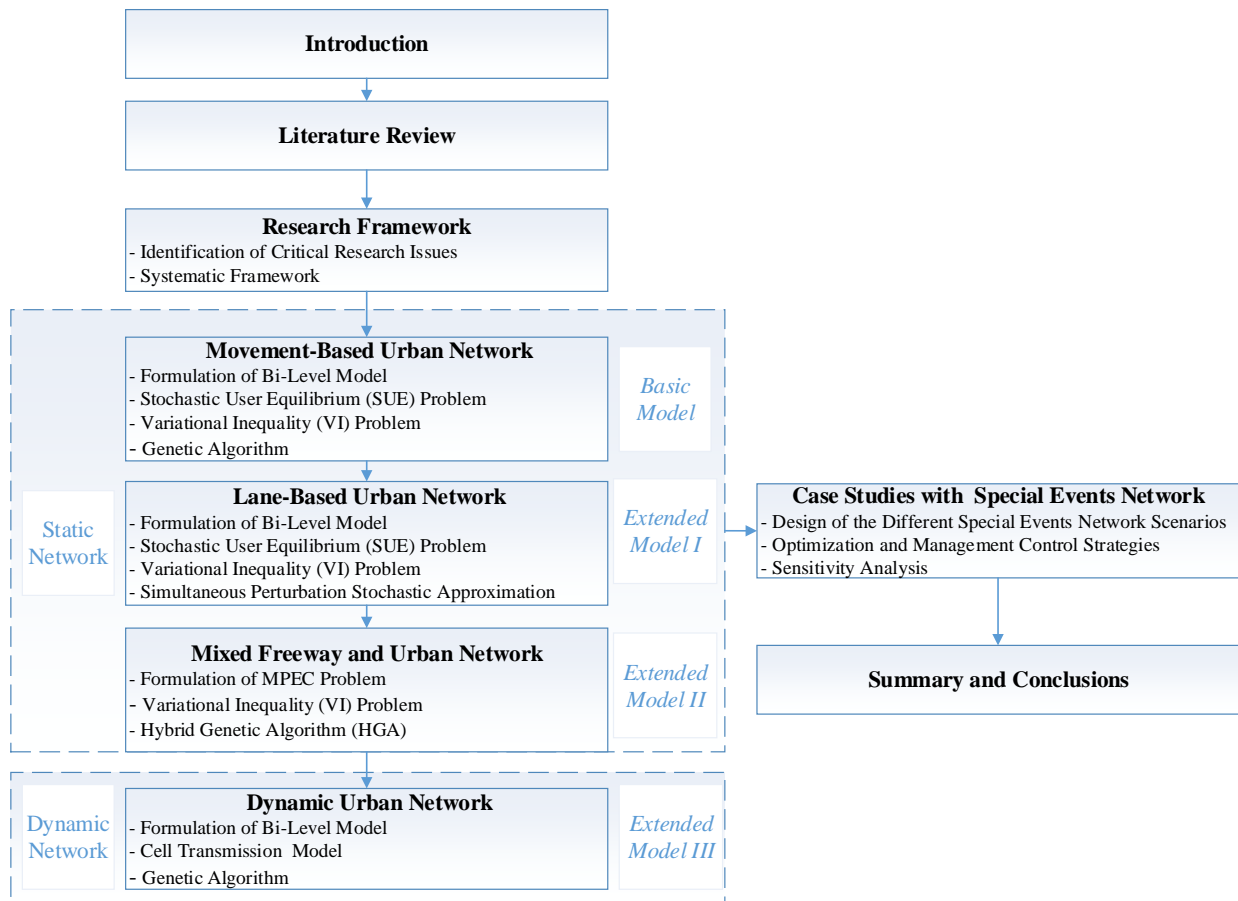 Introduction
Literature Review
Research Framework
- Identification of Critical Research Issues
- Systematic Framework
Movement-Based Urban Network
- Formulation of Bi-Level Model
- Stochastic User Equilibrium (SUE) Problem
- Variational Inequality (VI) Problem
- Genetic Algorithm
Basic
Model
Static
Network
Lane-Based Urban Network
- Formulation of Bi-Level Model
- Stochastic User Equilibrium (SUE) Problem
- Variational Inequality (VI) Problem
- Simultaneous Perturbation Stochastic Approximation
Extended
Model I
Mixed Freeway and Urban Network
- Formulation of MPEC Problem
- Variational Inequality (VI) Problem
- Hybrid Genetic Algorithm (HGA)
Extended
Model II
Dynamic
Network
Dynamic Urban Network
- Formulation of Bi-Level Model
- Cell Transmission Model
- Genetic Algorithm
Extended
Model III
Case Studies with Special Events Network
- Design of the Different Special Events Network Scenarios
- Optimization and Management Control Strategies
- Sensitivity Analysis
Summary and Conclusions